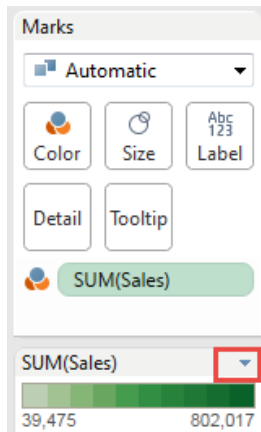 Marks
Automatic
Color Size Abc 123 Label
Detail Tooltip
SUM(Sales)
SUM(Sales)
39,475 802,017